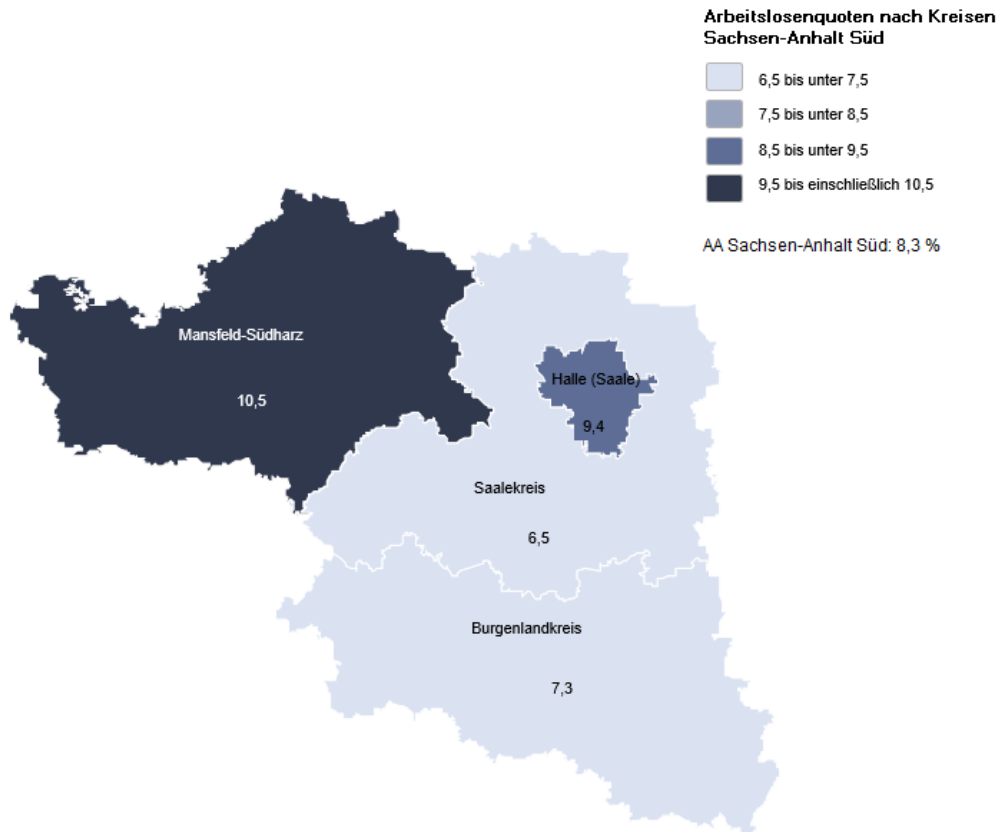 Arbeitslosenquoten nach Kreisen
Sachsen-Anhalt Süd
6,5 bis unter 7,5
7,5 bis unter 8,5
8,5 bis unter 9,5
9,5 bis einschließlich 10,5
AA Sachsen-Anhalt Süd: 8,3 %
Mansfeld-Südharz
10,5
Halle (Saale)
9,4
Saalekreis
6,5
Burgenlandkreis
7,3